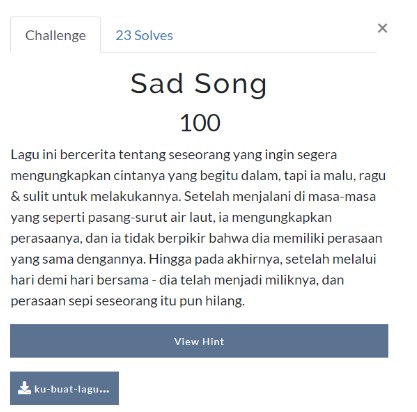 Challenge
23 Solves
×
Sad Song
100
Lagu ini bercerita tentang seseorang yang ingin segera
mengungkapkan cintanya yang begitu dalam, tapi ia malu, ragu
& sulit untuk melakukannya. Setelah menjalani di masa-masa
yang seperti pasang-surut air laut, ia mengungkapkan
perasaanya, dan ia tidak berpikir bahwa dia memiliki perasaan
yang sama dengannya. Hingga pada akhirnya, setelah melalui
hari demi hari bersama - dia telah menjadi miliknya, dan
perasaan sepi seseorang itu pun hilang.
View Hint
ku-buat-lagu...